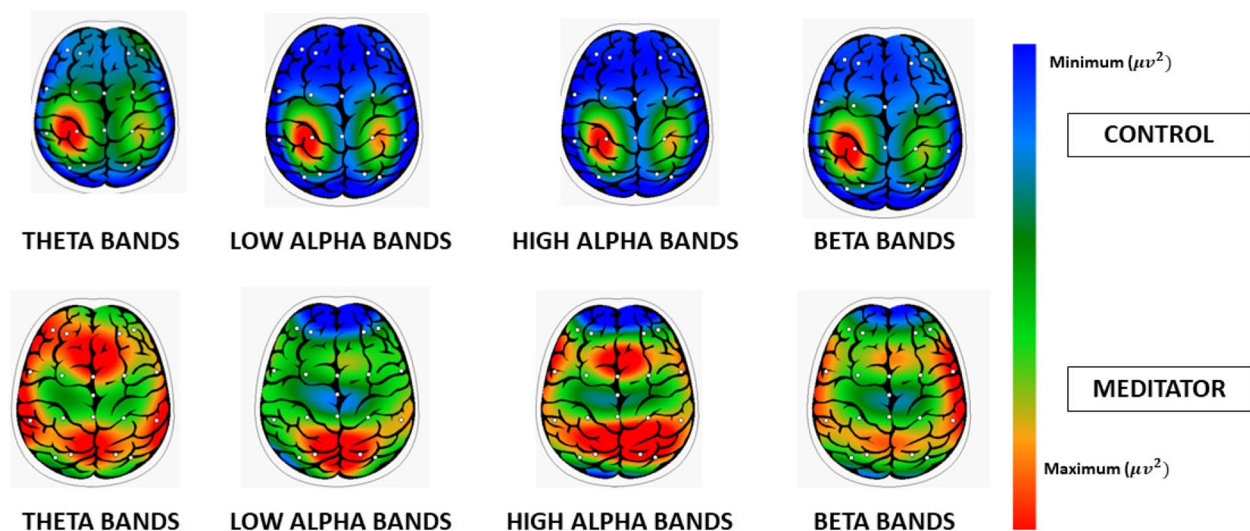 Minimum (μv²)
CONTROL
THETA BANDS LOW ALPHA BANDS HIGH ALPHA BANDS BETA BANDS
MEDITATOR
Maximum (μv²)
THETA BANDS LOW ALPHA BANDS HIGH ALPHA BANDS BETA BANDS